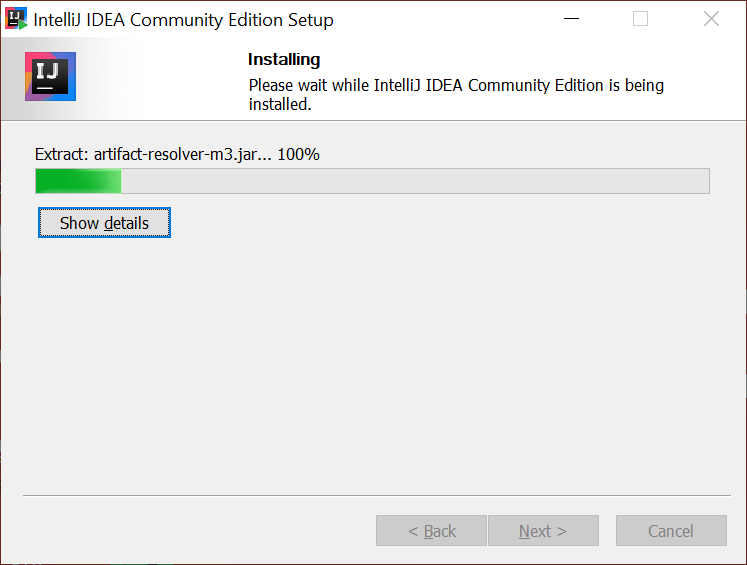 IntelliJ IDEA Community Edition Setup
IJ
Installing
Please wait while IntelliJ IDEA Community Edition is being
installed.
Extract: artifact-resolver-m3.jar... 100%
Show details
< Back
Next >
Cancel